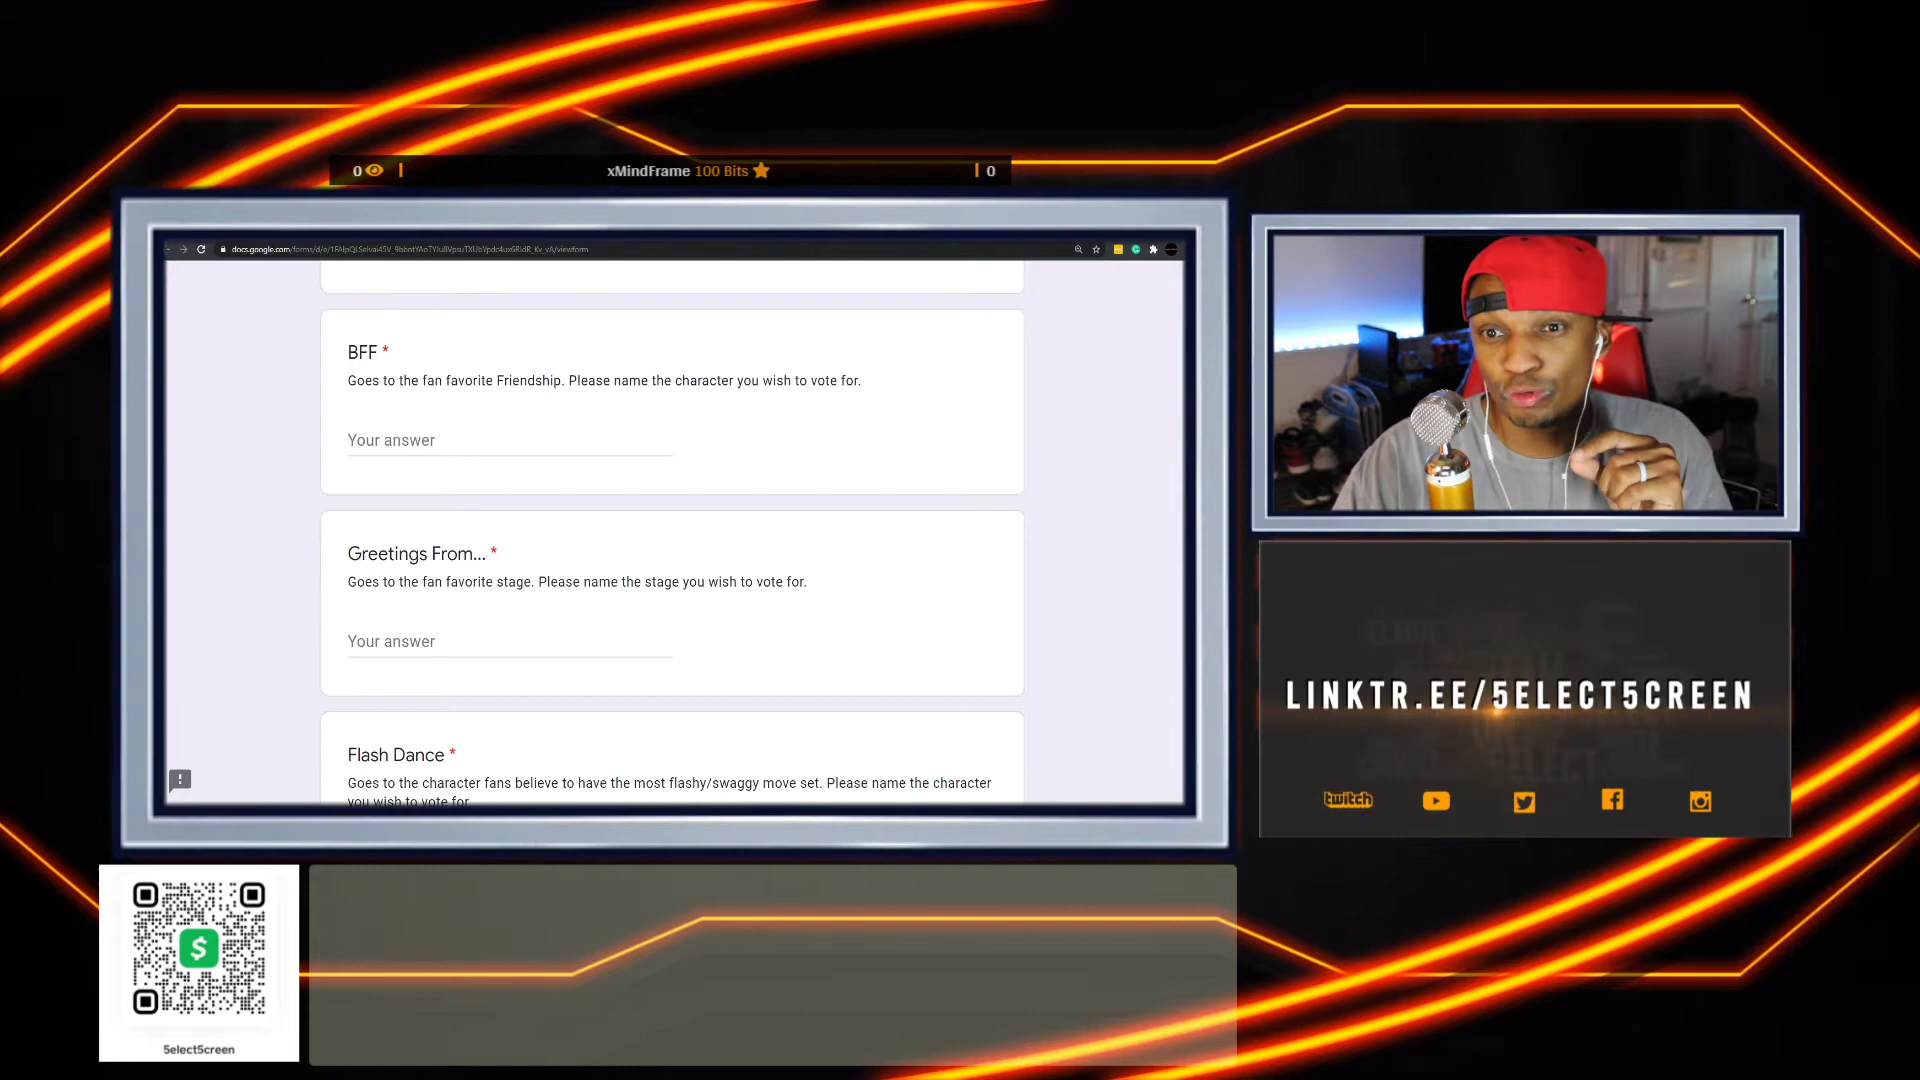 0
xMindFrame 100 Bits
0
BFF *
Goes to the fan favorite Friendship. Please name the character you wish to vote for.
Your answer
Greetings From... *
Goes to the fan favorite stage. Please name the stage you wish to vote for.
Your answer
Flash Dance *
Goes to the character fans believe to have the most flashy/swaggy move set. Please name the character
you wish to vote for.
LINKTR.EE/5ELECT5CREEN
twitch
$
5elect5creen